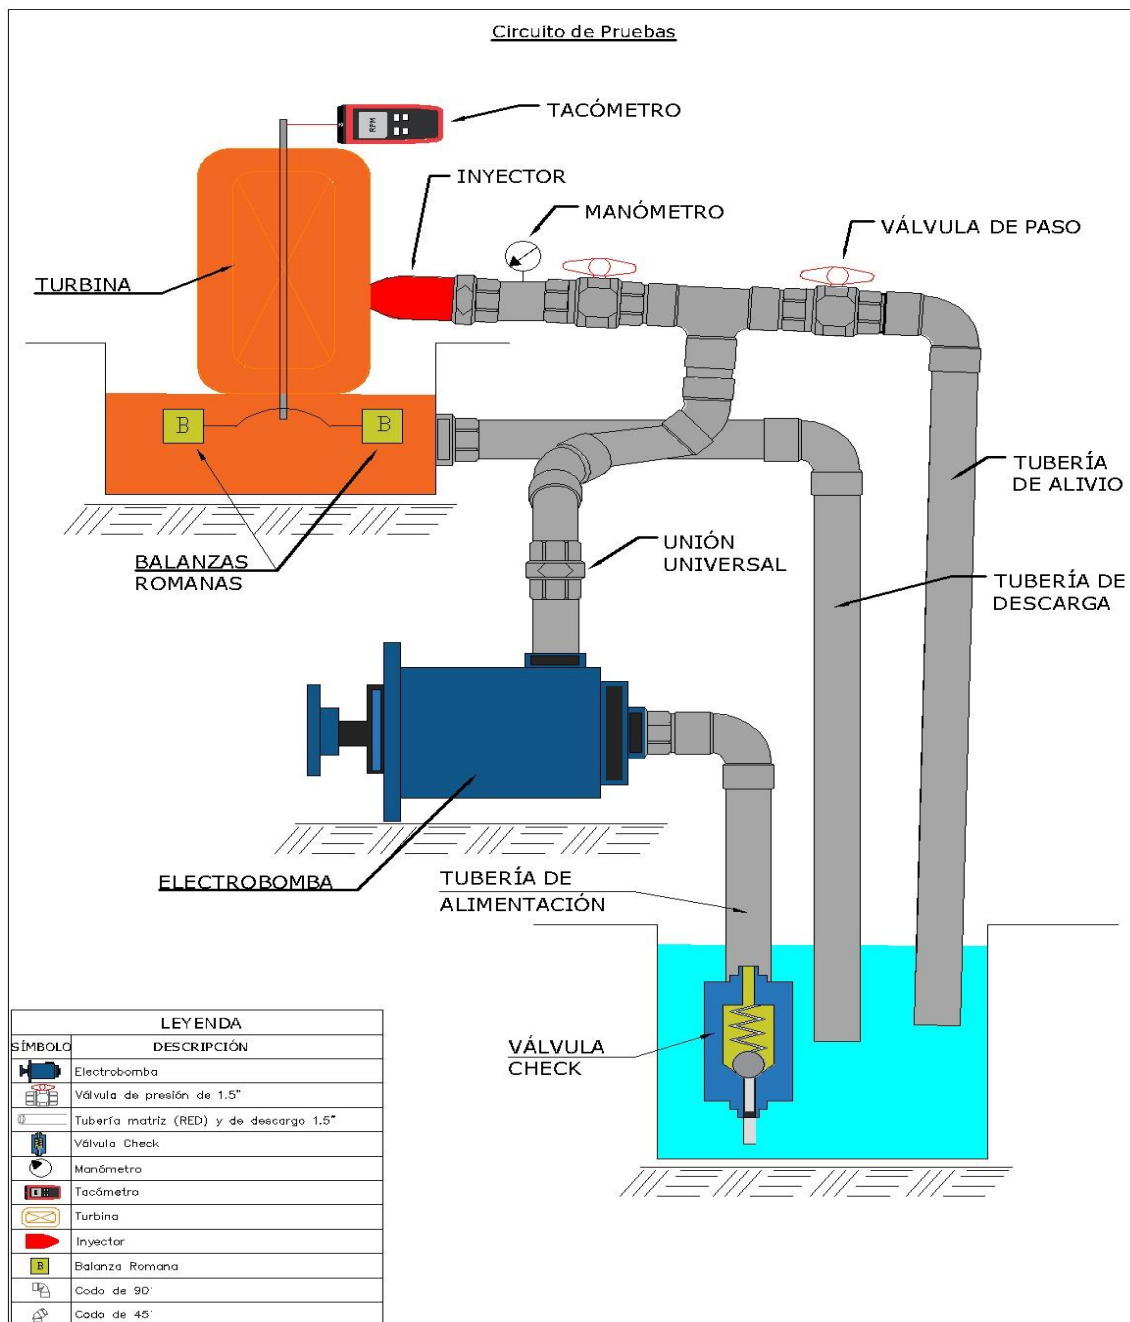 Circuito de Pruebas
TACÓMETRO
RPM
INYECTOR
MANÓMETRO
VÁLVULA DE PASO
TURBINA
B
B
TUBERÍA
DE ALIVIO
BALANZAS
ROMANAS
UNIÓN
UNIVERSAL
TUBERÍA DE
DESCARGA
ELECTROBOMBA
TUBERÍA DE
ALIMENTACIÓN
VÁLVULA
CHECK
LEYENDA
SÍMBOLO DESCRIPCIÓN
Electrobomba
Válvula de presión de 1.5"
Tubería matriz (RED) y de descargo 1.5"
Válvula Check
Manómetro
Tacómetro
Turbina
Inyector
B Balanza Romana
Codo de 90'
Codo de 45'